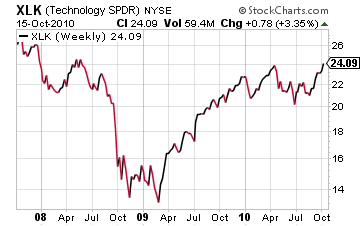 XLK (Technology SPDR) NYSE
© StockCharts.com
15-Oct-2010 Cl 24.09 Vol 59.4M Chg +0.78 (+3.35%)
XLK (Weekly) 24.09
26
24.09
22
20
18
16
14
08 Apr Jul Oct 09 Apr Jul Oct 10 Apr Jul Oct